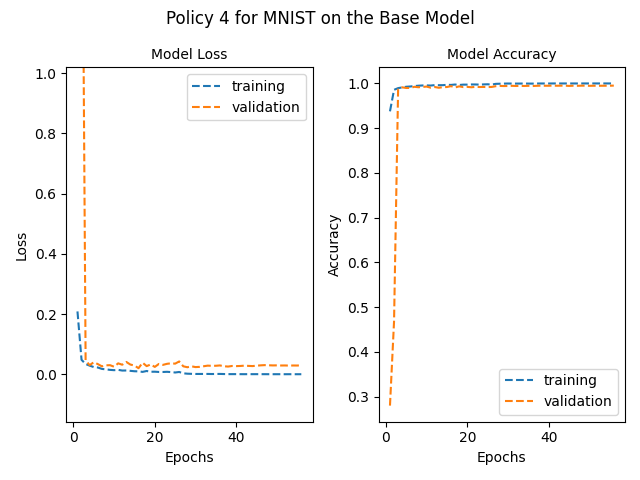 Policy 4 for MNIST on the Base Model
Model Loss
1.0
0.8
0.6
0.4
0.2
0.0
Loss
training
validation
0
20
40
Epochs
Model Accuracy
1.0
0.9
0.8
0.7
0.6
0.5
0.4
0.3
Accuracy
training
validation
0
20
40
Epochs